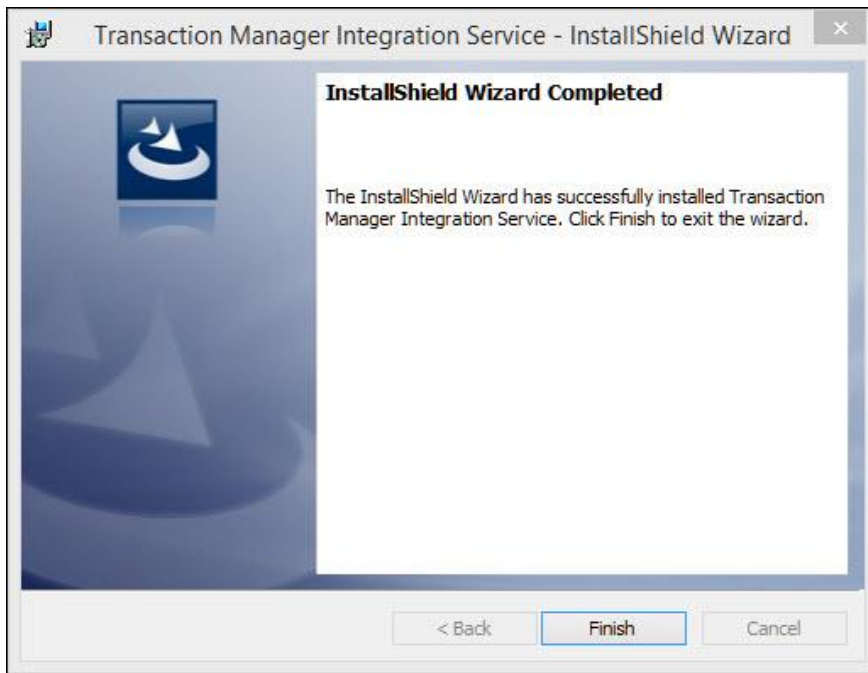 Transaction Manager Integration Service - InstallShield Wizard
InstallShield Wizard Completed
The InstallShield Wizard has successfully installed Transaction
Manager Integration Service. Click Finish to exit the wizard.
< Back
Finish
Cancel